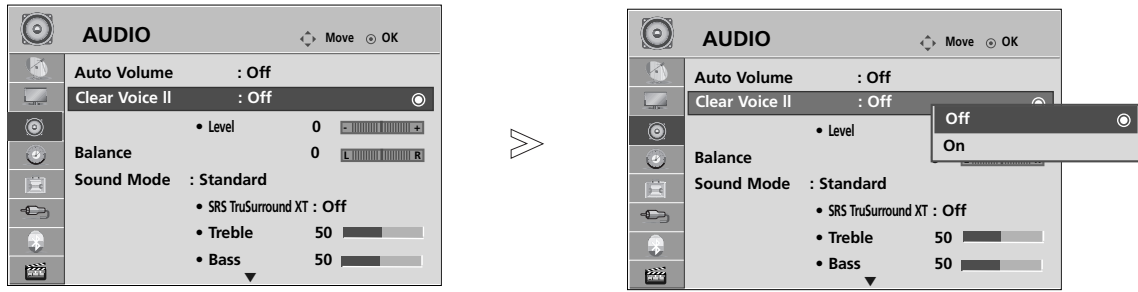 AUDIO Move OK
Auto Volume : Off
Clear Voice II : Off
• Level 0 - +
Balance 0 L R
Sound Mode : Standard
• SRS TruSurround XT : Off
• Treble 50
• Bass 50
AUDIO Move OK
Auto Volume : Off
Clear Voice II : Off
Off
• Level
On
Balance
Sound Mode : Standard
• SRS TruSurround XT : Off
• Treble 50
• Bass 50